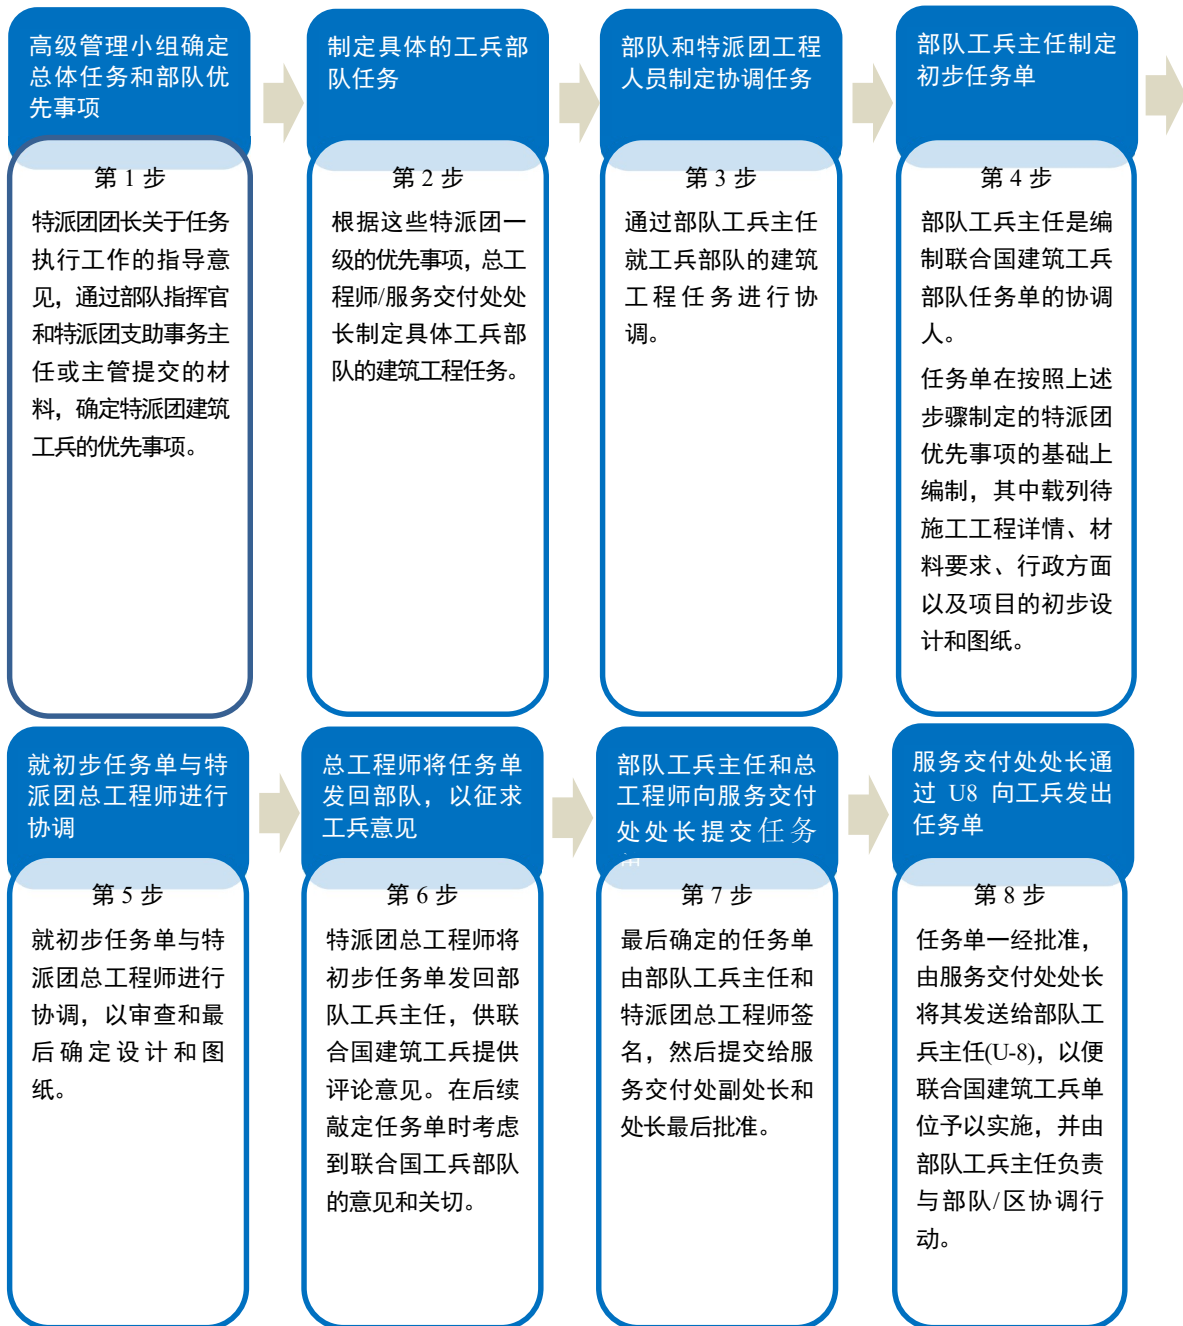 高级管理小组确定
总体任务和部队优
先事项
第 1 步
特派团团长关于任务
执行工作的指导意
见，通过部队指挥官
和特派团支助事务主
任或主管提交的材
料，确定特派团建筑
工兵的优先事项。
制定具体的工兵部
队任务
第 2 步
根据这些特派团一
级的优先事项，总工
程师/服务交付处处
长制定具体工兵部
队的建筑工程任务。
部队和特派团工程
人员制定协调任务
第 3 步
通过部队工兵主任
就工兵部队的建筑
工程任务进行协
调。
部队工兵主任制定
初步任务单
第 4 步
部队工兵主任是编
制联合国建筑工兵
部队任务单的协调
人。
任务单在按照上述
步骤制定的特派团
优先事项的基础上
编制，其中载列待
施工工程详情、材
料要求、行政方面
以及项目的初步设
计和图纸。
就初步任务单与特
派团总工程师进行
协调
第 5 步
就初步任务单与特
派团总工程师进行
协调，以审查和最
后确定设计和图
纸。
总工程师将任务单
发回部队，以征求
工兵意见
第 6 步
特派团总工程师将
初步任务单发回部
队工兵主任，供联
合国建筑工兵提供
评论意见。在后续
敲定任务单时考虑
到联合国工兵部队
的意见和关切。
部队工兵主任和总
工程师向服务交付
处处长提交任务
第 7 步
最后确定的任务单
由部队工兵主任和
特派团总工程师签
名，然后提交给服
务交付处副处长和
处长最后批准。
服务交付处处长通
过 U8 向工兵发出
任务单
第 8 步
任务单一经批准，
由服务交付处处长
将其发送给部队工
兵主任(U-8)，以便
联合国建筑工兵单
位予以实施，并由
部队工兵主任负责
与部队/区协调行
动。